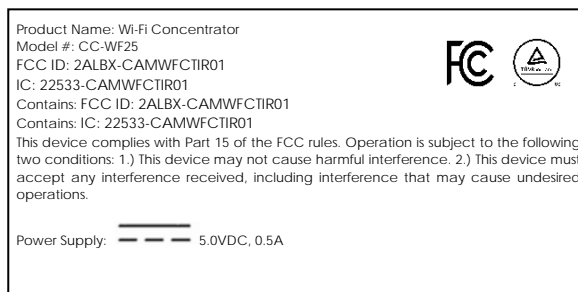 Product Name: Wi-Fi Concentrator
Model #: CC-WF25
FCC ID: 2ALBX-CAMWFCTIR01
IC: 22533-CAMWFCTIR01
Contains: FCC ID: 2ALBX-CAMWFCTIR01
Contains: IC: 22533-CAMWFCTIR01
FC
This device complies with Part 15 of the FCC rules. Operation is subject to the following
two conditions: 1.) This device may not cause harmful interference. 2.) This device must
accept any interference received, including interference that may cause undesired
operations.
Power Supply: 5.0VDC, 0.5A